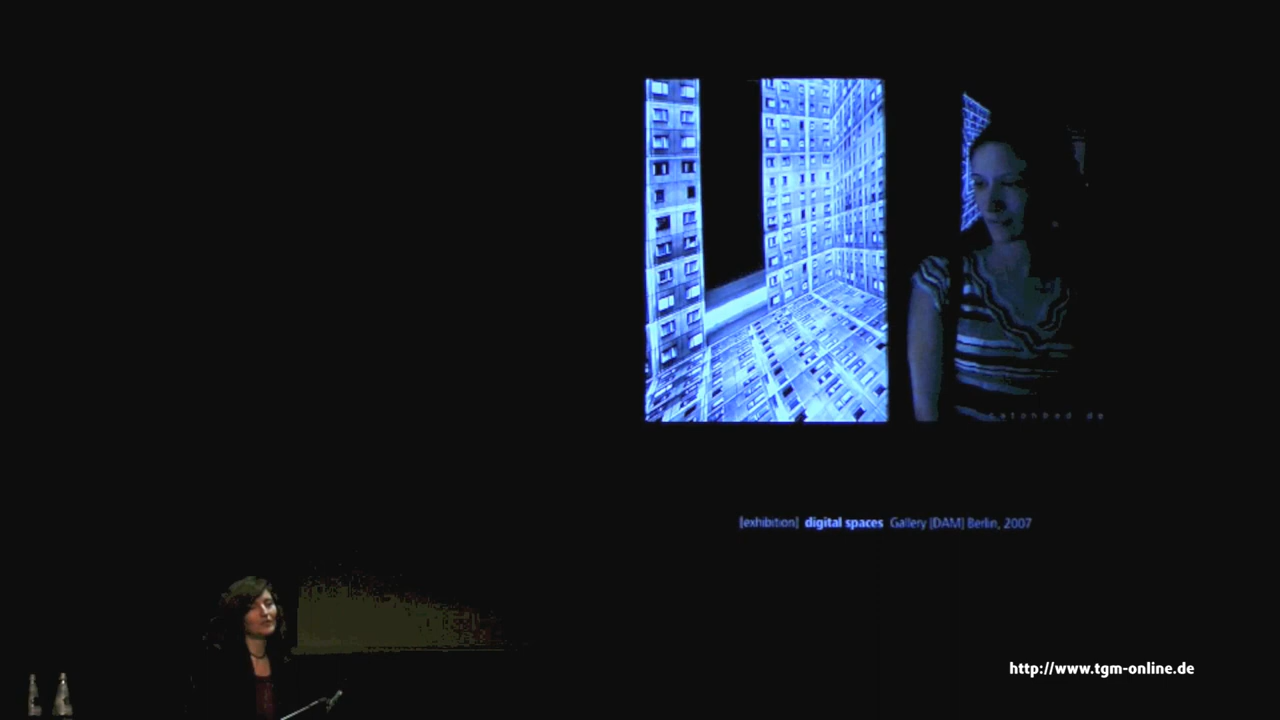 [exhibition] digital spaces Gallery [DAM] Berlin, 2007
http://www.tgm-online.de